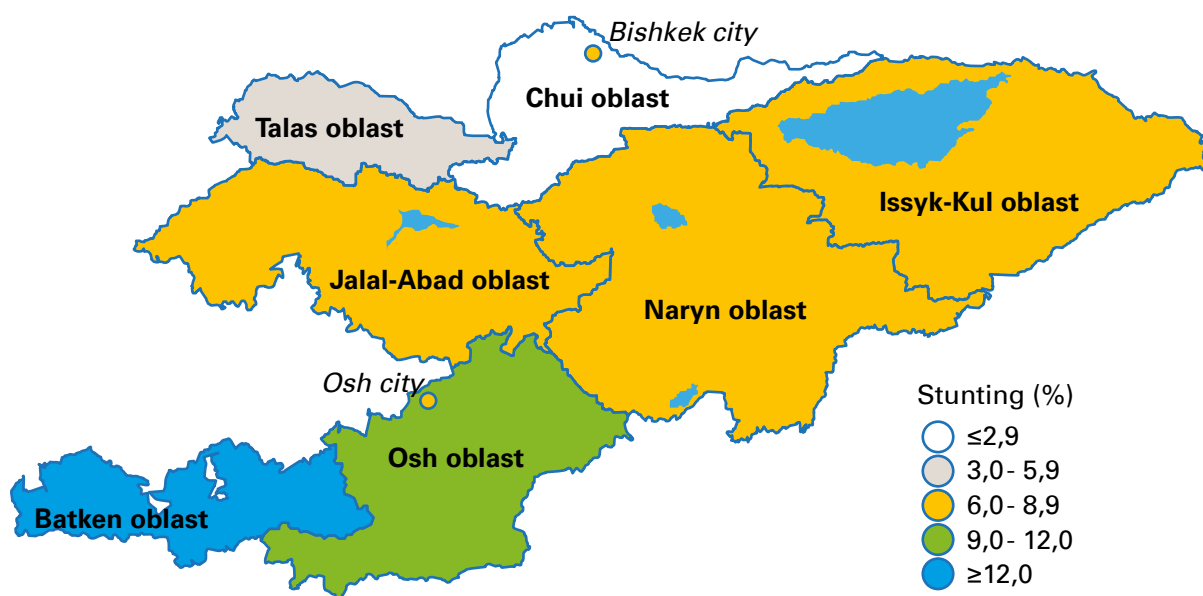 Bishkek city
Chui oblast
Talas oblast
Issyk-Kul oblast
Jalal-Abad oblast
Naryn oblast
Osh city
Osh oblast
Batken oblast
Stunting (%)
≤2,9
3,0- 5,9
6,0- 8,9
9,0- 12,0
≥12,0